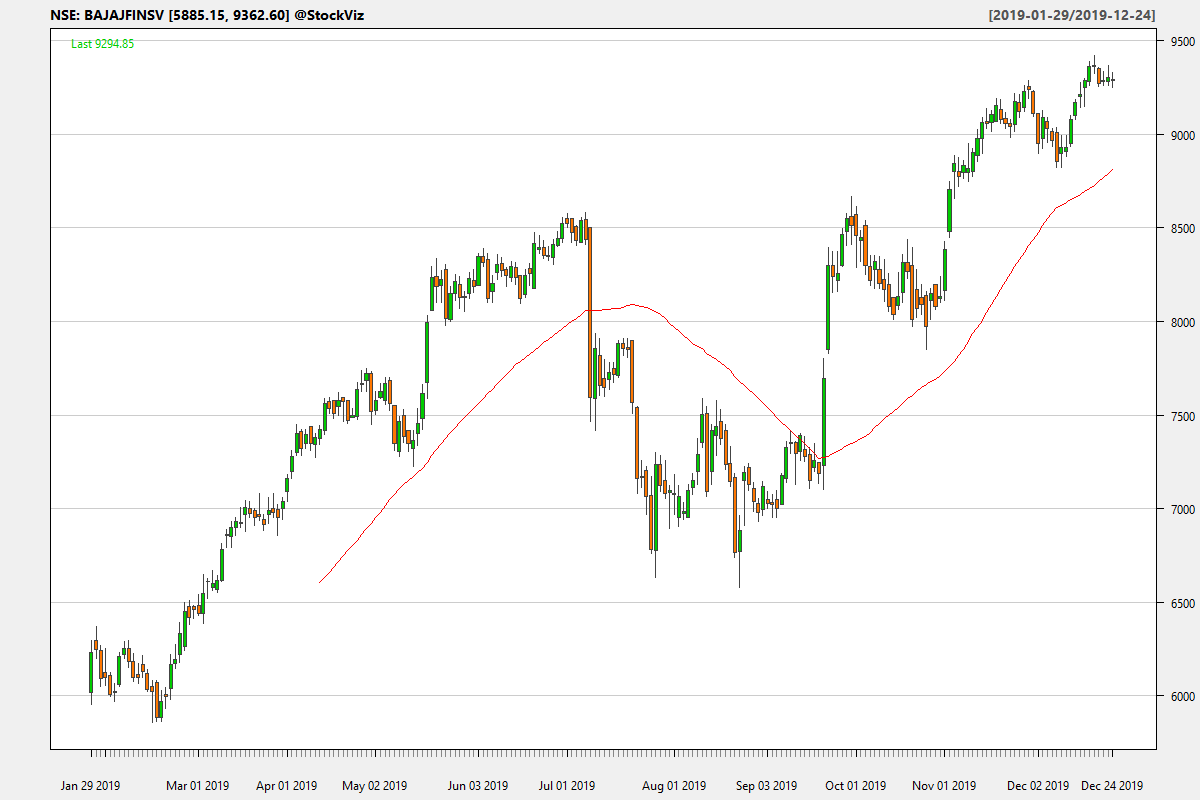 NSE: BAJAJFINSV [5885.15, 9362.60] @StockViz [2019-01-29/2019-12-24]
Last 9294.85
9500
9000
8500
8000
7500
7000
6500
6000
Jan 29 2019 Mar 01 2019 Apr 01 2019 May 02 2019 Jun 03 2019 Jul 01 2019 Aug 01 2019 Sep 03 2019 Oct 01 2019 Nov 01 2019 Dec 02 2019 Dec 24 2019